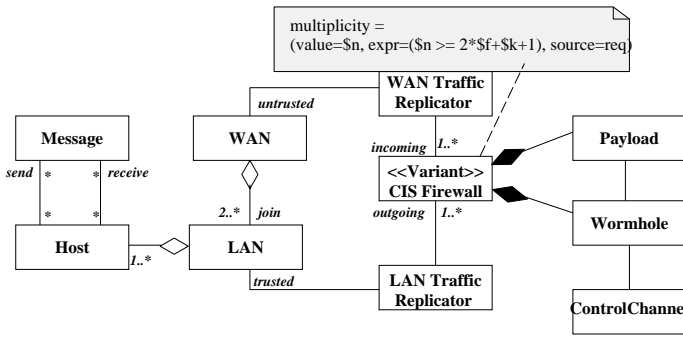 multiplicity =
(value=$n, expr=($n >= 2*$f+$k+1), source=req)
WAN Traffic
Replicator
untrusted
Message
WAN
incoming
1..*
Payload
send
*
*
receive
<<Variant>>
CIS Firewall
outgoing
1..*
*
*
2..*
join
Wormhole
Host
1..*
LAN
trusted
LAN Traffic
Replicator
ControlChannel